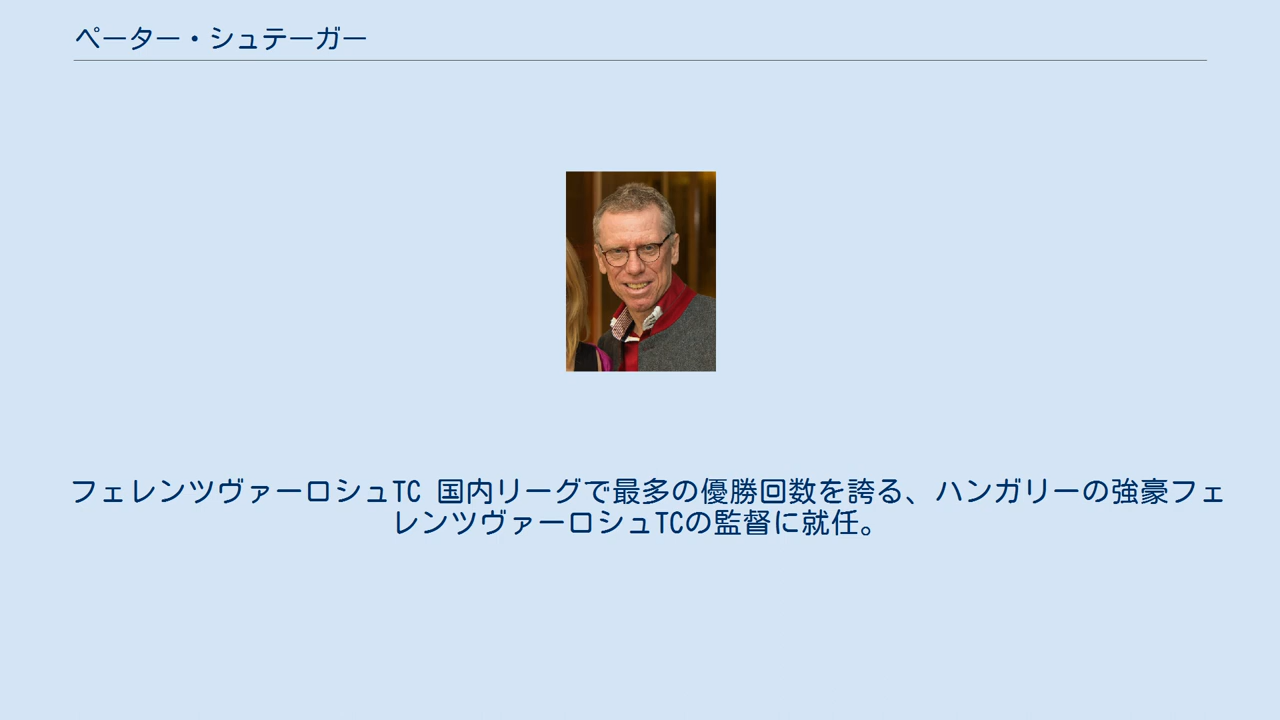 ペーター・シュテーガー
フェレンツヴァーロシュTC 国内リーグで最多の優勝回数を誇る、ハンガリーの強豪フェ
レンツヴァーロシュTCの監督に就任。